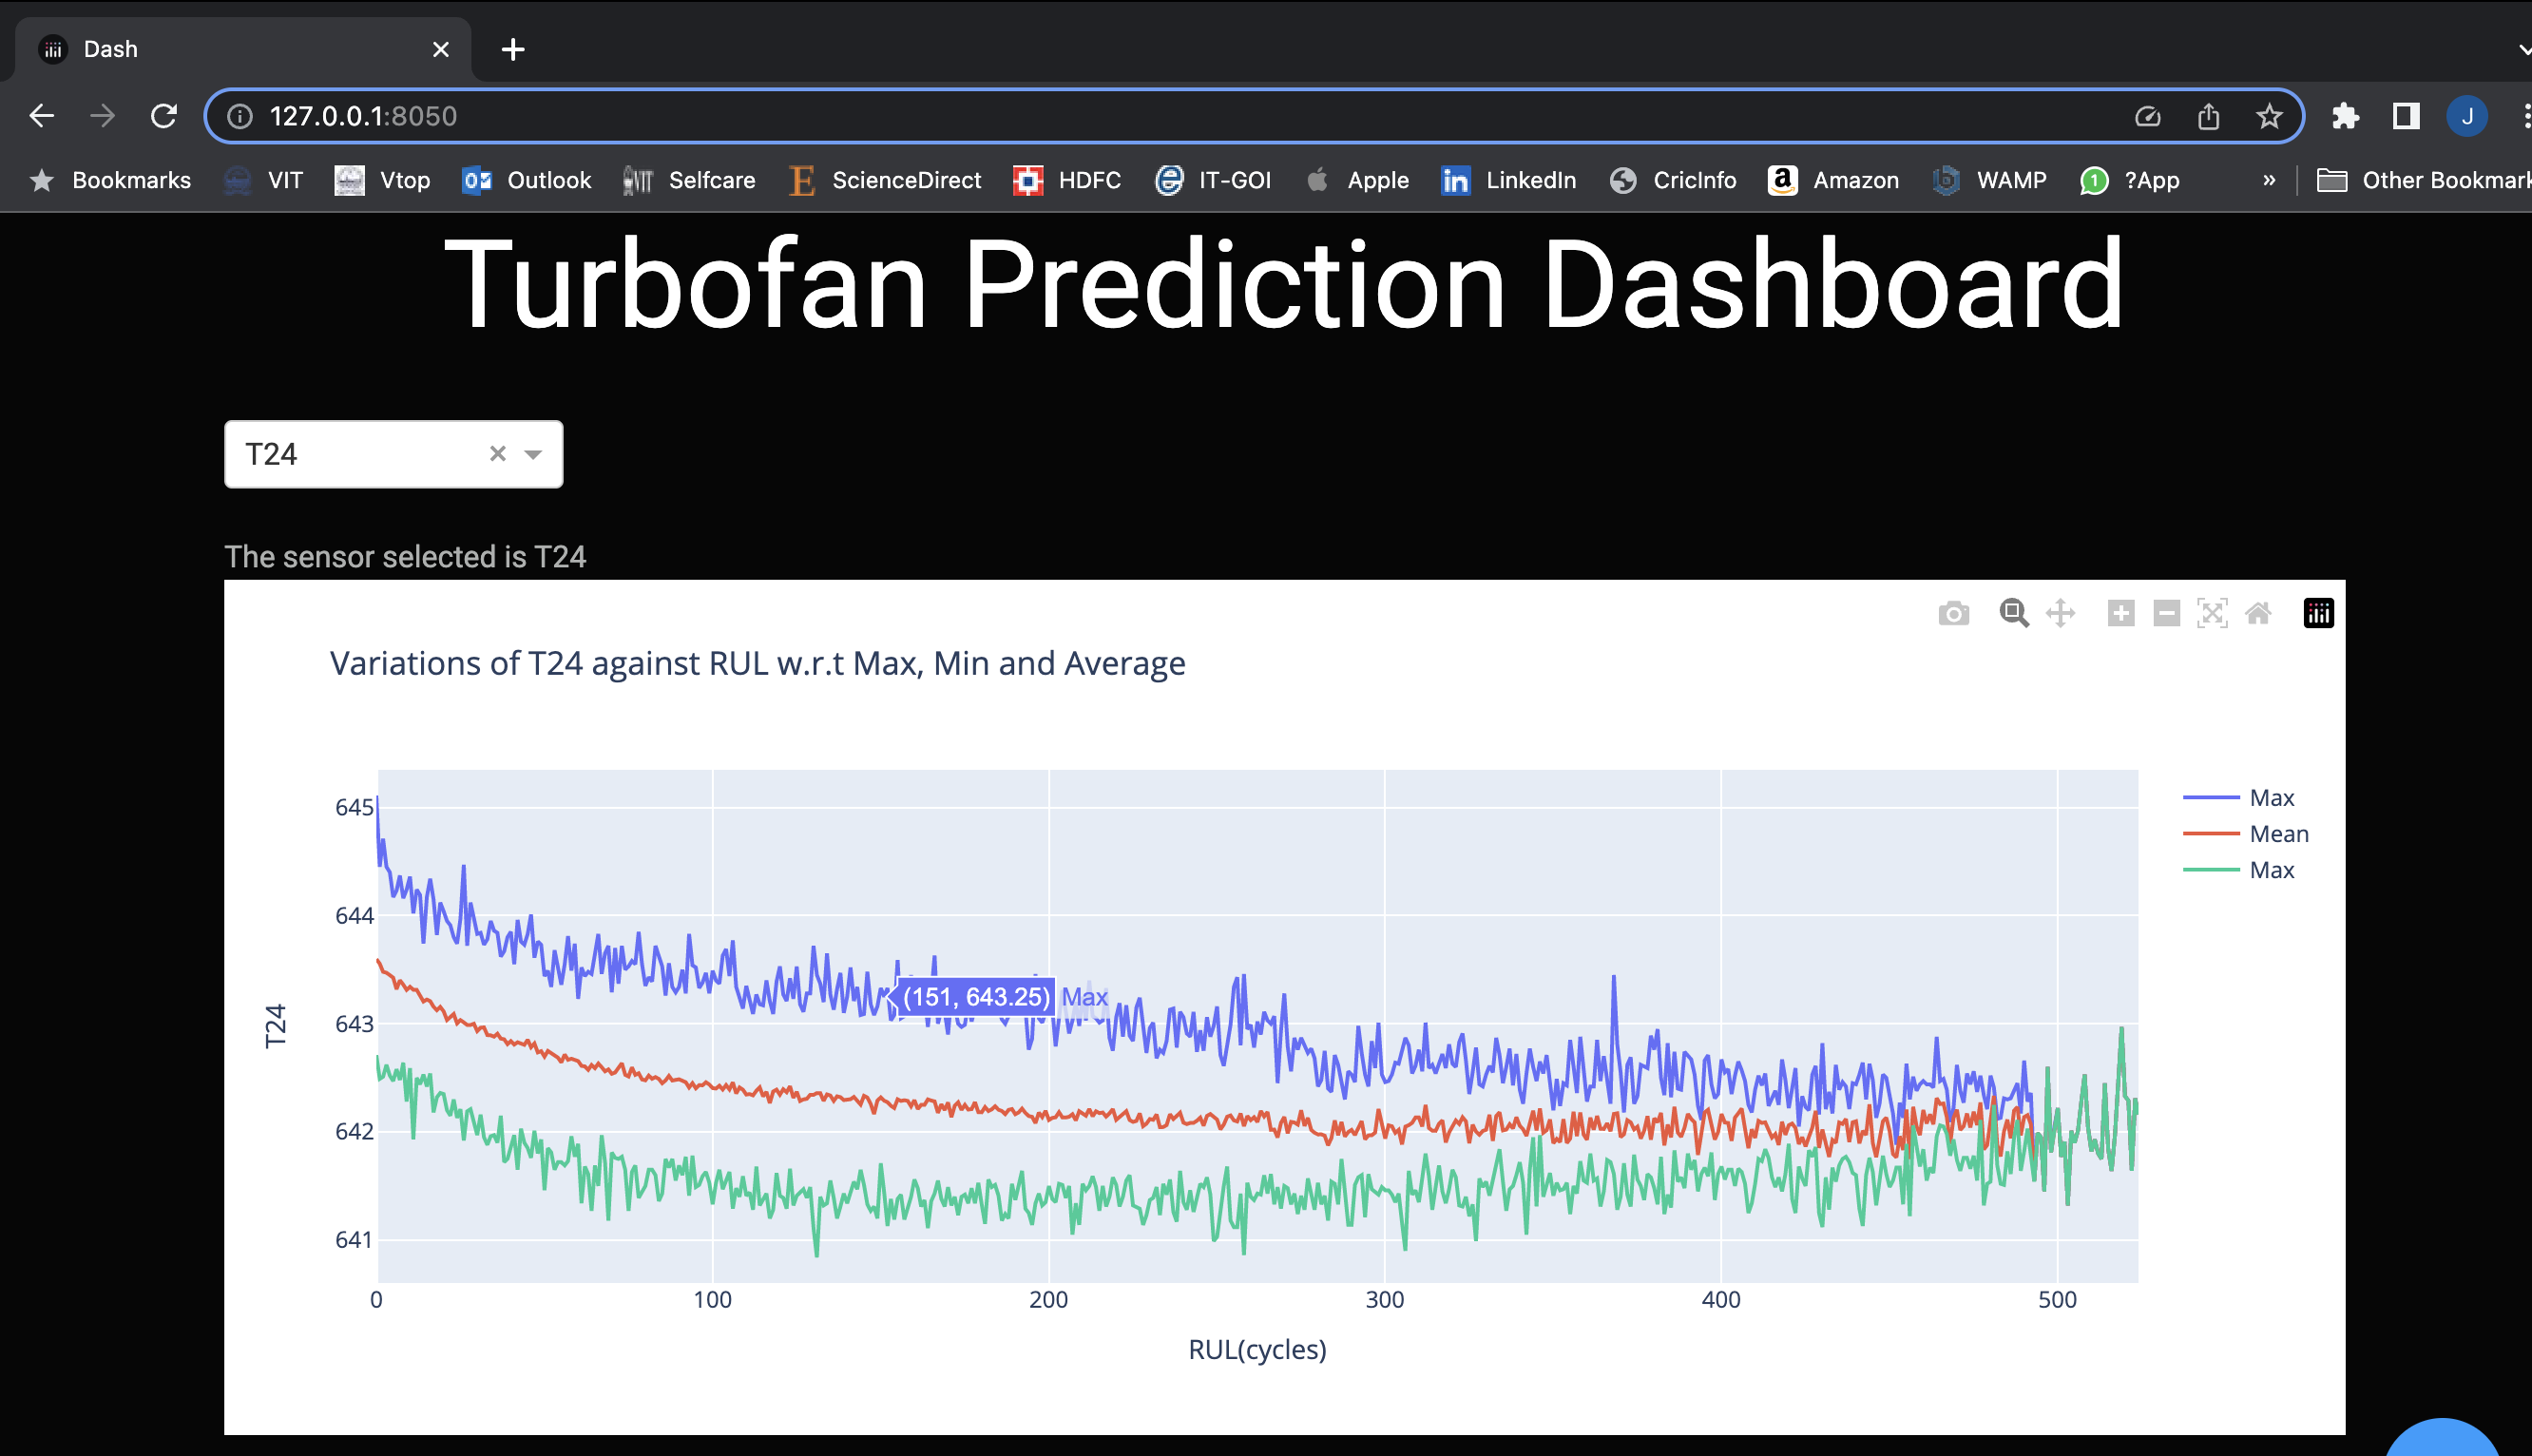 Dash
127.0.0.1:8050
J
Bookmarks VIT Vtop Outlook Selfcare ScienceDirect HDFC IT-GOI Apple LinkedIn CricInfo Amazon WAMP 1 ?App » Other Bookmark
Turbofan Prediction Dashboard
T24
The sensor selected is T24
Variations of T24 against RUL w.r.t Max, Min and Average
645
644
643
642
641
T24
(151, 643.25) Max
Max
Mean
Max
0 100 200 300 400 500
RUL(cycles)